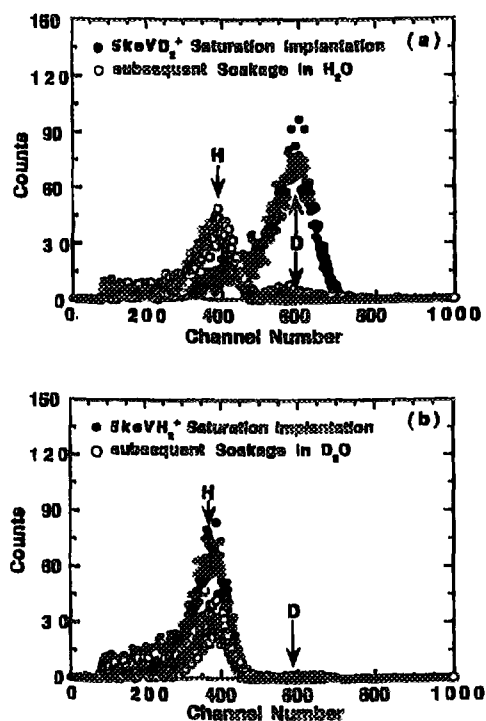 150
120
90
60
30
0
Counts
● 5keVD₂⁺ Saturation Implantation
○ subsequent Soakage in H₂O
(a)
H
D
0 200 400 600 800 1000
Channel Number
150
120
90
60
30
0
Counts
● 5keVH₂⁺ Saturation Implantation
○ subsequent Soakage in D₂O
(b)
H
D
0 200 400 600 800 1000
Channel Number